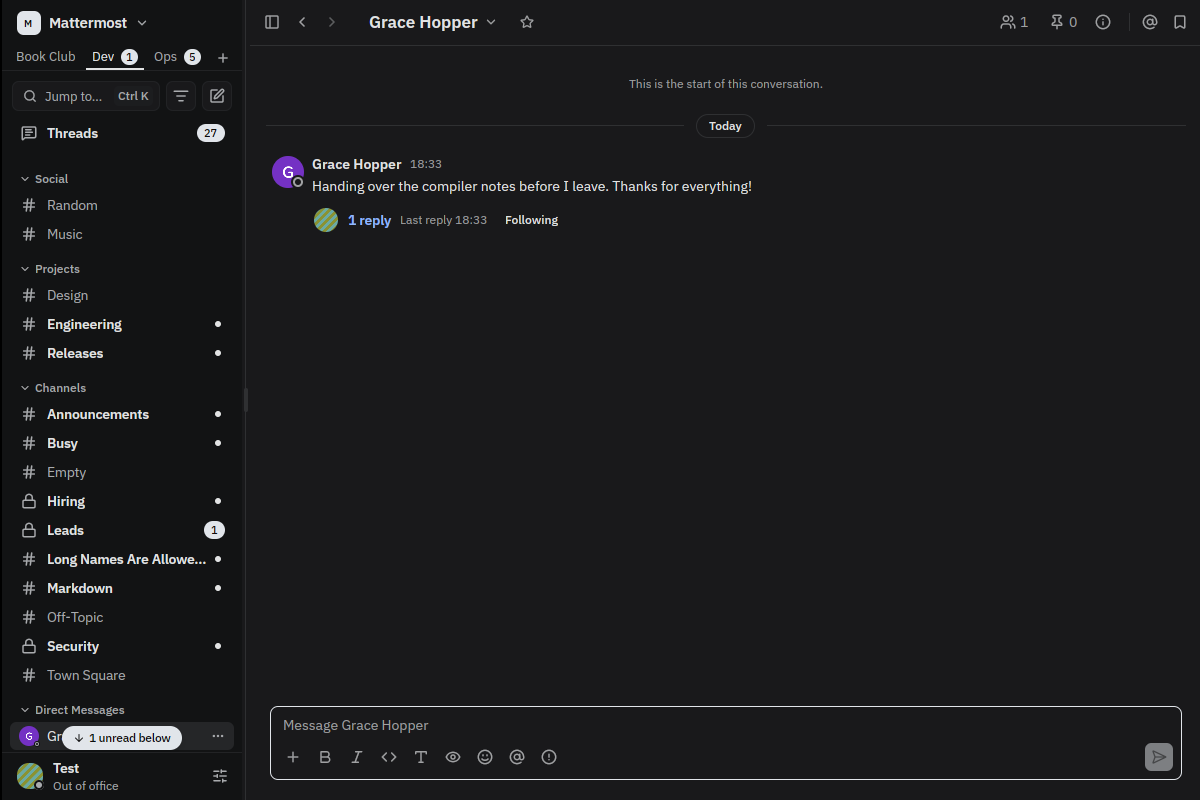 M Mattermost
Book Club Dev 1 Ops 5
Jump to... Ctrl K
Threads 27
Social
Random
Music
Projects
Design
Engineering
Releases
Channels
Announcements
Busy
Empty
Hiring
Leads 1
Long Names Are Allowe...
Markdown
Off-Topic
Security
Town Square
Direct Messages
G Gr
1 unread below
Test
Out of office
Grace Hopper
1
0
This is the start of this conversation.
Today
G Grace Hopper 18:33
Handing over the compiler notes before I leave. Thanks for everything!
1 reply Last reply 18:33 Following
Message Grace Hopper